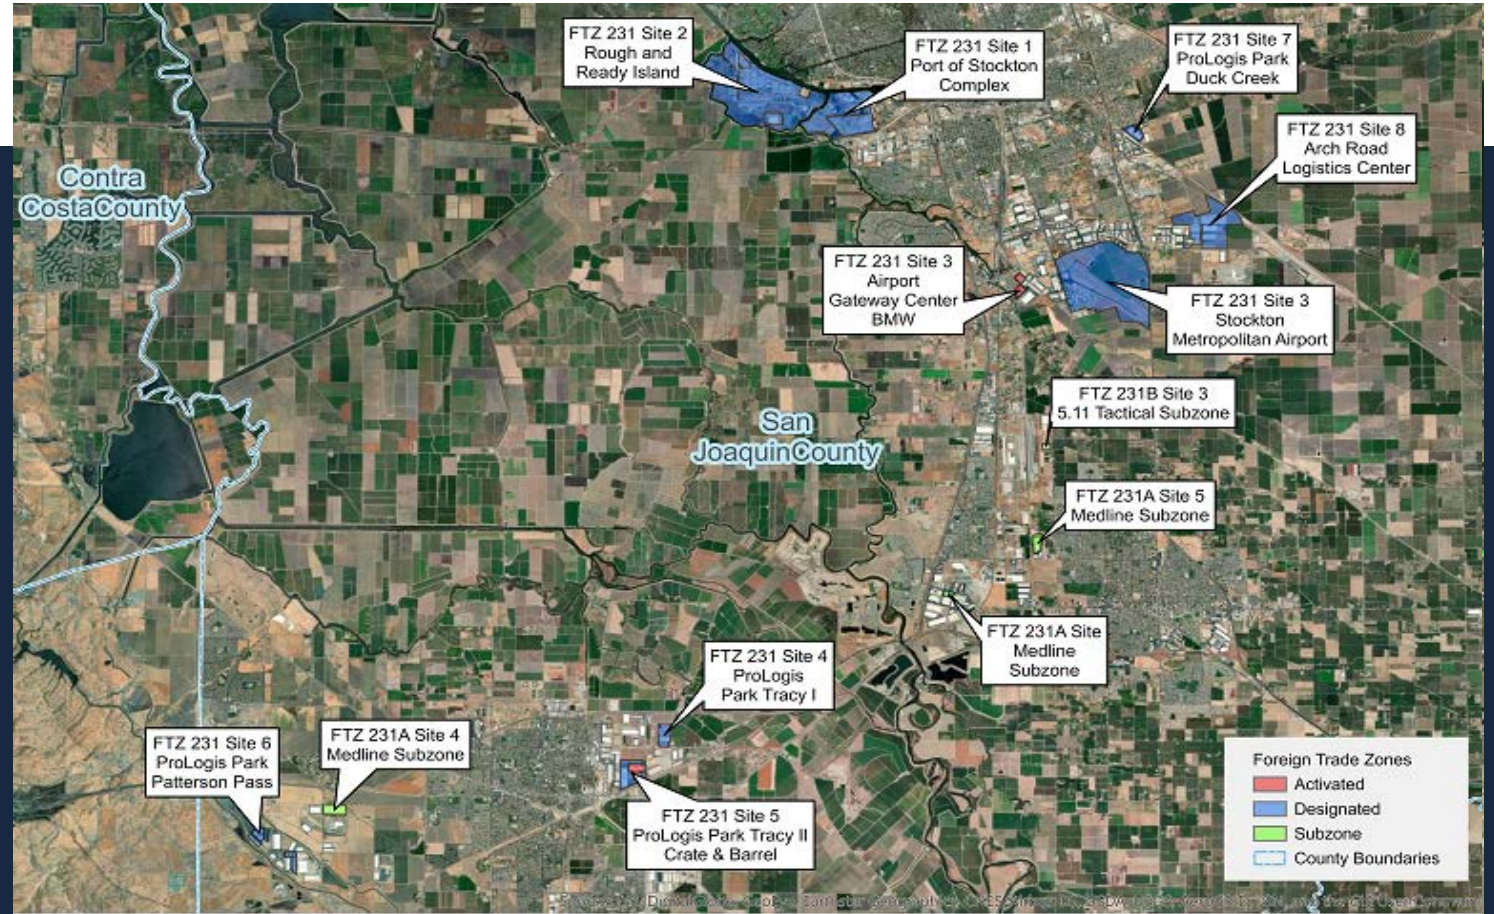 FTZ 231 Site 2
Rough and
Ready Island
FTZ 231 Site 1
Port of Stockton
Complex
FTZ 231 Site 7
ProLogis Park
Duck Creek
FTZ 231 Site 8
Arch Road
Logistics Center
Contra
CostaCounty
FTZ 231 Site 3
Airport
Gateway Center
BMW
FTZ 231 Site 3
Stockton
Metropolitan Airport
FTZ 231B Site 3
5.11 Tactical Subzone
San
JoaquinCounty
FTZ 231A Site 5
Medline Subzone
FTZ 231A Site
Medline
Subzone
FTZ 231 Site 4
ProLogis
Park Tracy I
FTZ 231 Site 6
ProLogis Park
Patterson Pass
FTZ 231A Site 4
Medline Subzone
FTZ 231 Site 5
ProLogis Park Tracy II
Crate & Barrel
Foreign Trade Zones
Activated
Designated
Subzone
County Boundaries